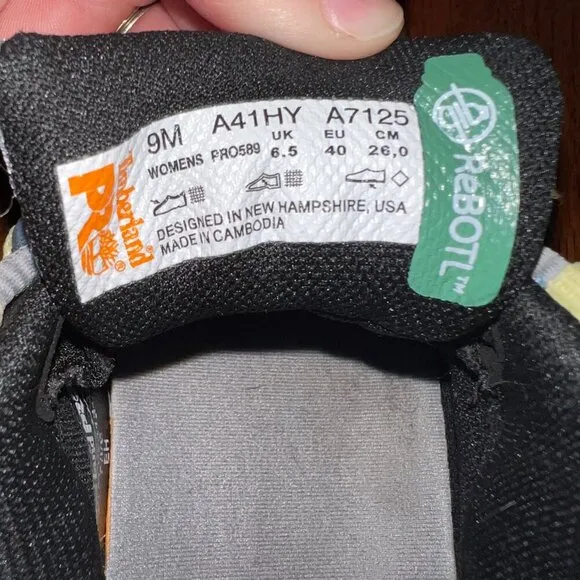 9M A41HY A7125
WOMENS PRO589 UK EU CM
6.5 40 26,0
DESIGNED IN NEW HAMPSHIRE, USA
MADE IN CAMBODIA
Timberland®
PRO
ReBOTL™